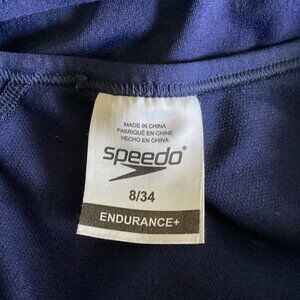 MADE IN CHINA
FABRIQUÉ EN CHINE
HECHO EN CHINA
speedo
8/34
ENDURANCE+